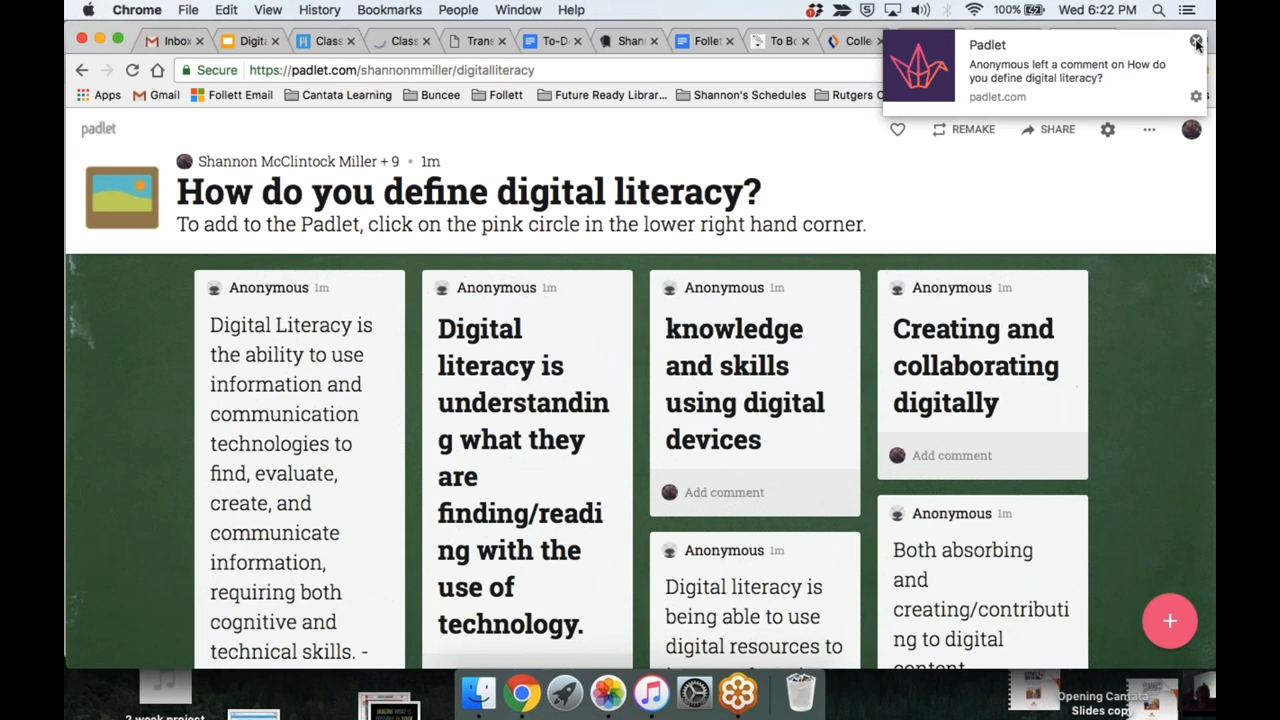 Chrome File Edit View History Bookmarks People Window Help 100% Wed 6:22 PM
Inbox Digita Class Class Trans To-D Shan Follet To Bo Colle
Secure https://padlet.com/shannonmmiller/digitalliteracy
Apps Gmail Follett Email Cantata Learning Buncee Follett Future Ready Librar... Shannon's Schedules Rutgers C
Padlet
Anonymous left a comment on How do
you define digital literacy?
padlet.com
padlet
REMAKE SHARE
Shannon McClintock Miller + 9 • 1m
How do you define digital literacy?
To add to the Padlet, click on the pink circle in the lower right hand corner.
Anonymous 1m
Digital Literacy is
the ability to use
information and
communication
technologies to
find, evaluate,
create, and
communicate
information,
requiring both
cognitive and
technical skills. -
Anonymous 1m
Digital
literacy is
understandin
g what they
are
finding/readi
ng with the
use of
technology.
Anonymous 1m
knowledge
and skills
using digital
devices
Add comment
Anonymous 1m
Digital literacy is
being able to use
digital resources to
Anonymous 1m
Creating and
collaborating
digitally
Add comment
Anonymous 1m
Both absorbing
and
creating/contributi
ng to digital
content
+
2 week project
Opening Cantata
Slides copy